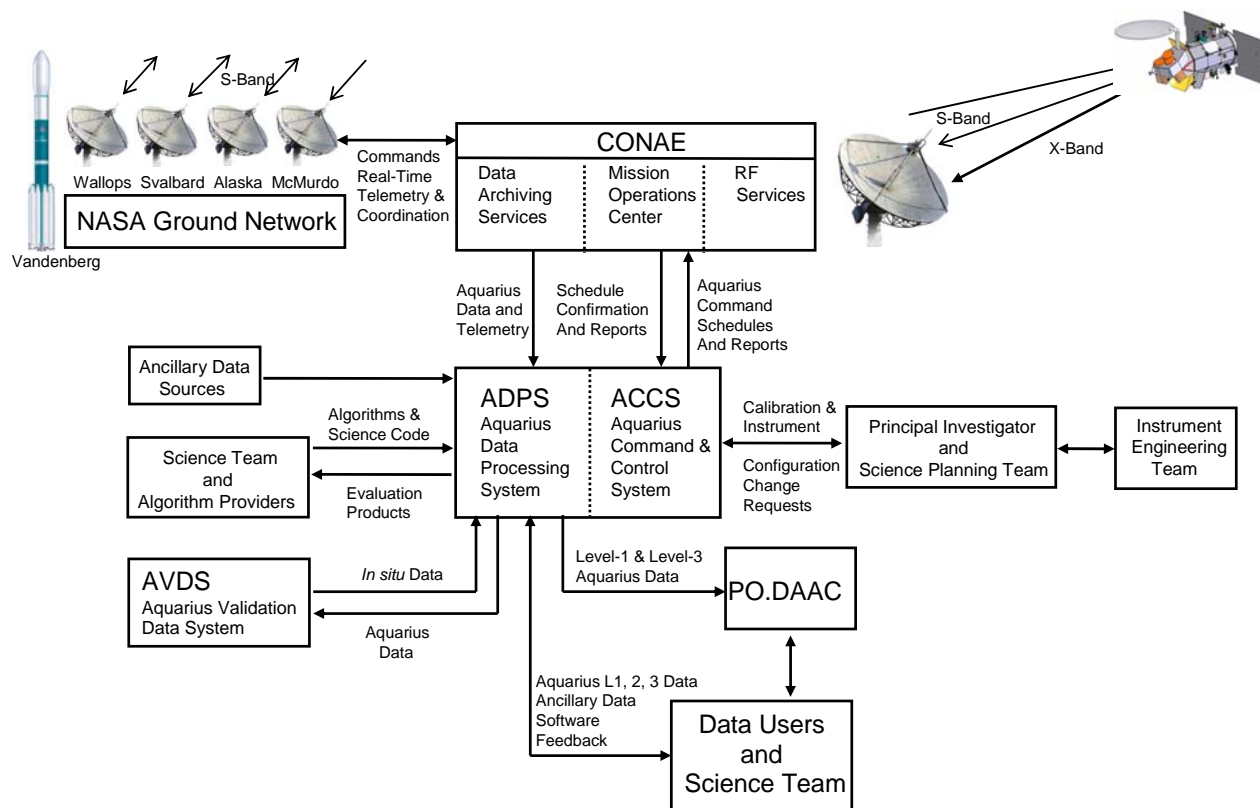 S-Band
Wallops
Svalbard
Alaska
McMurdo
NASA Ground Network
Vandenberg
Commands
Real-Time
Telemetry &
Coordination
CONAE
Data
Archiving
Services
Mission
Operations
Center
RF
Services
S-Band
X-Band
Aquarius
Data and
Telemetry
Schedule
Confirmation
And Reports
Aquarius
Command
Schedules
And Reports
Ancillary Data
Sources
Algorithms &
Science Code
Science Team
and
Algorithm Providers
Evaluation
Products
ADPS
Aquarius
Data
Processing
System
ACCS
Aquarius
Command &
Control
System
Calibration &
Instrument
Configuration
Change
Requests
Principal Investigator
and
Science Planning Team
Instrument
Engineering
Team
AVDS
Aquarius Validation
Data System
In situ Data
Aquarius
Data
Level-1 & Level-3
Aquarius Data
PO.DAAC
Aquarius L1, 2, 3 Data
Ancillary Data
Software
Feedback
Data Users
and
Science Team